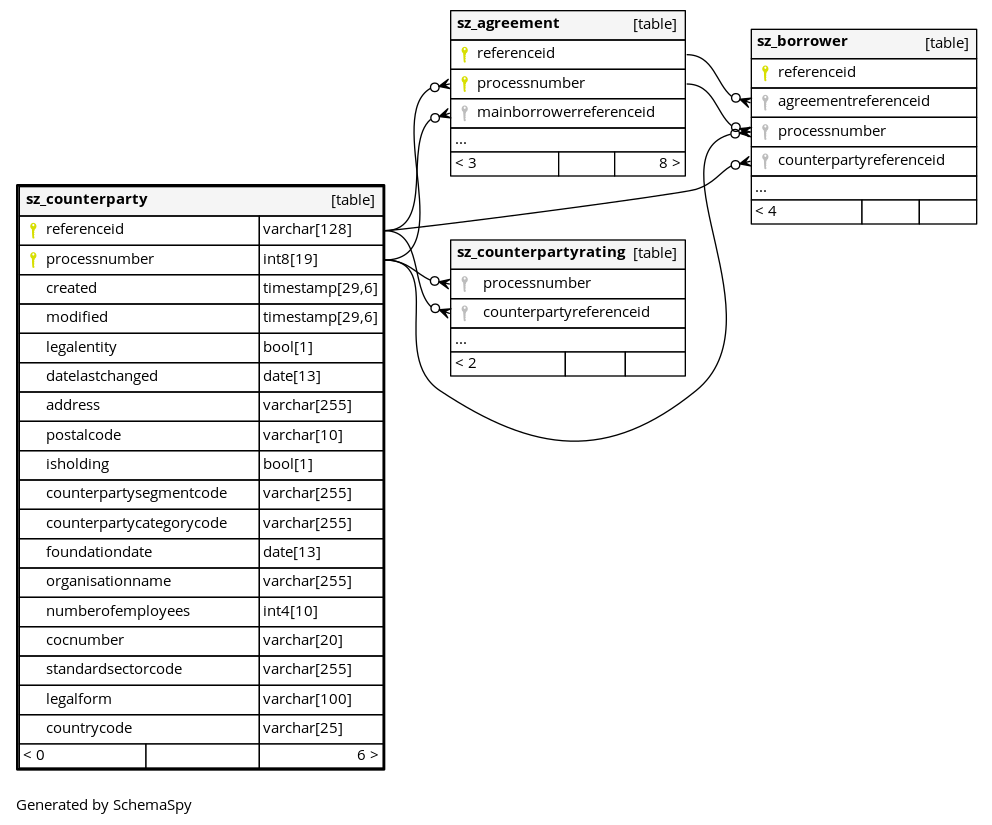 sz_agreement [table]
referenceid
processnumber
mainborrowerreferenceid
...
< 3 8 >
sz_borrower [table]
referenceid
agreementreferenceid
processnumber
counterpartyreferenceid
...
< 4
sz_counterparty [table]
referenceid varchar[128]
processnumber int8[19]
created timestamp[29,6]
modified timestamp[29,6]
legalentity bool[1]
datelastchanged date[13]
address varchar[255]
postalcode varchar[10]
isholding bool[1]
counterpartysegmentcode varchar[255]
counterpartycategorycode varchar[255]
foundationdate date[13]
organisationname varchar[255]
numberofemployees int4[10]
cocnumber varchar[20]
standardsectorcode varchar[255]
legalform varchar[100]
countrycode varchar[25]
< 0 6 >
sz_counterpartyrating [table]
processnumber
counterpartyreferenceid
...
< 2
Generated by SchemaSpy